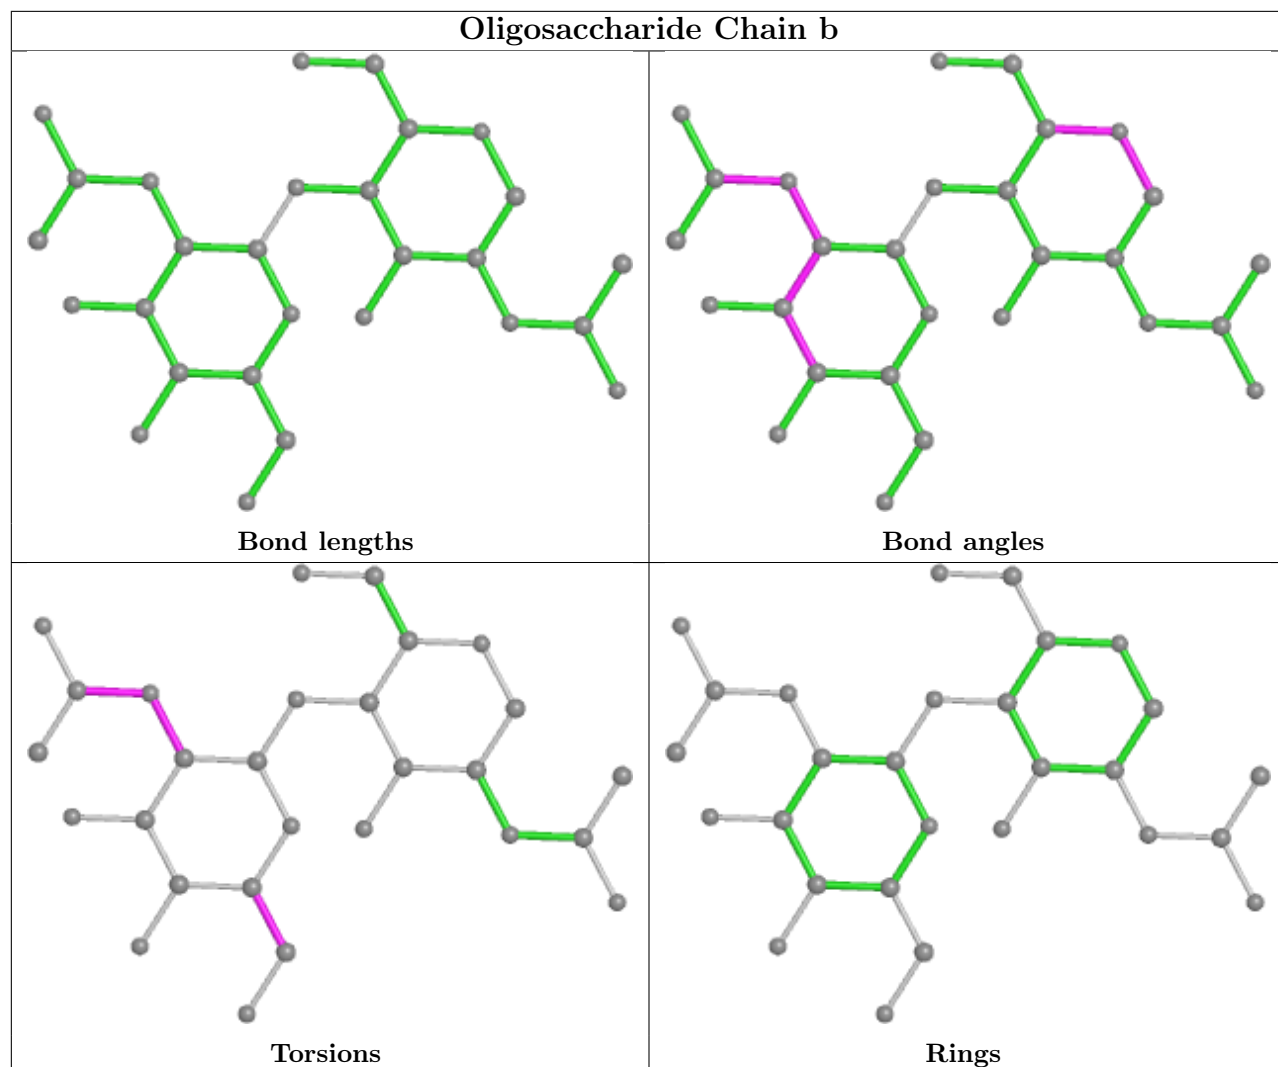 Oligosaccharide Chain b
Bond lengths
Bond angles
Torsions
Rings